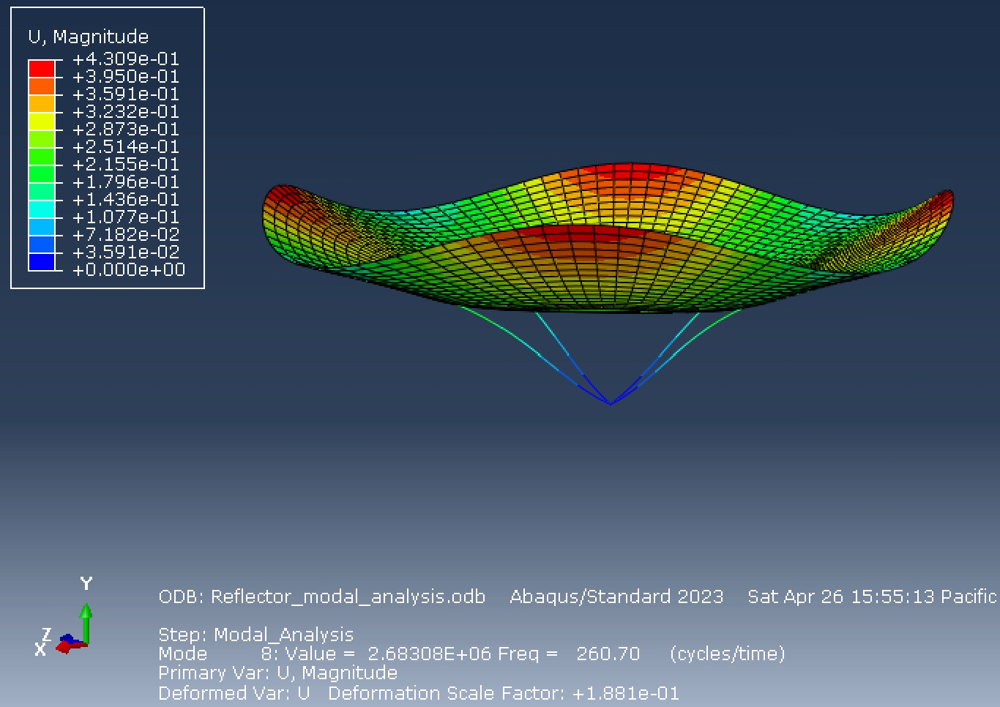 U, Magnitude
+4.309e-01
+3.950e-01
+3.591e-01
+3.232e-01
+2.873e-01
+2.514e-01
+2.155e-01
+1.796e-01
+1.436e-01
+1.077e-01
+7.182e-02
+3.591e-02
+0.000e+00
Y
Z
X
ODB: Reflector_modal_analysis.odb Abaqus/Standard 2023 Sat Apr 26 15:55:13 Pacific
Step: Modal_Analysis
Mode 8: Value = 2.68308E+06 Freq = 260.70 (cycles/time)
Primary Var: U, Magnitude
Deformed Var: U Deformation Scale Factor: +1.881e-01